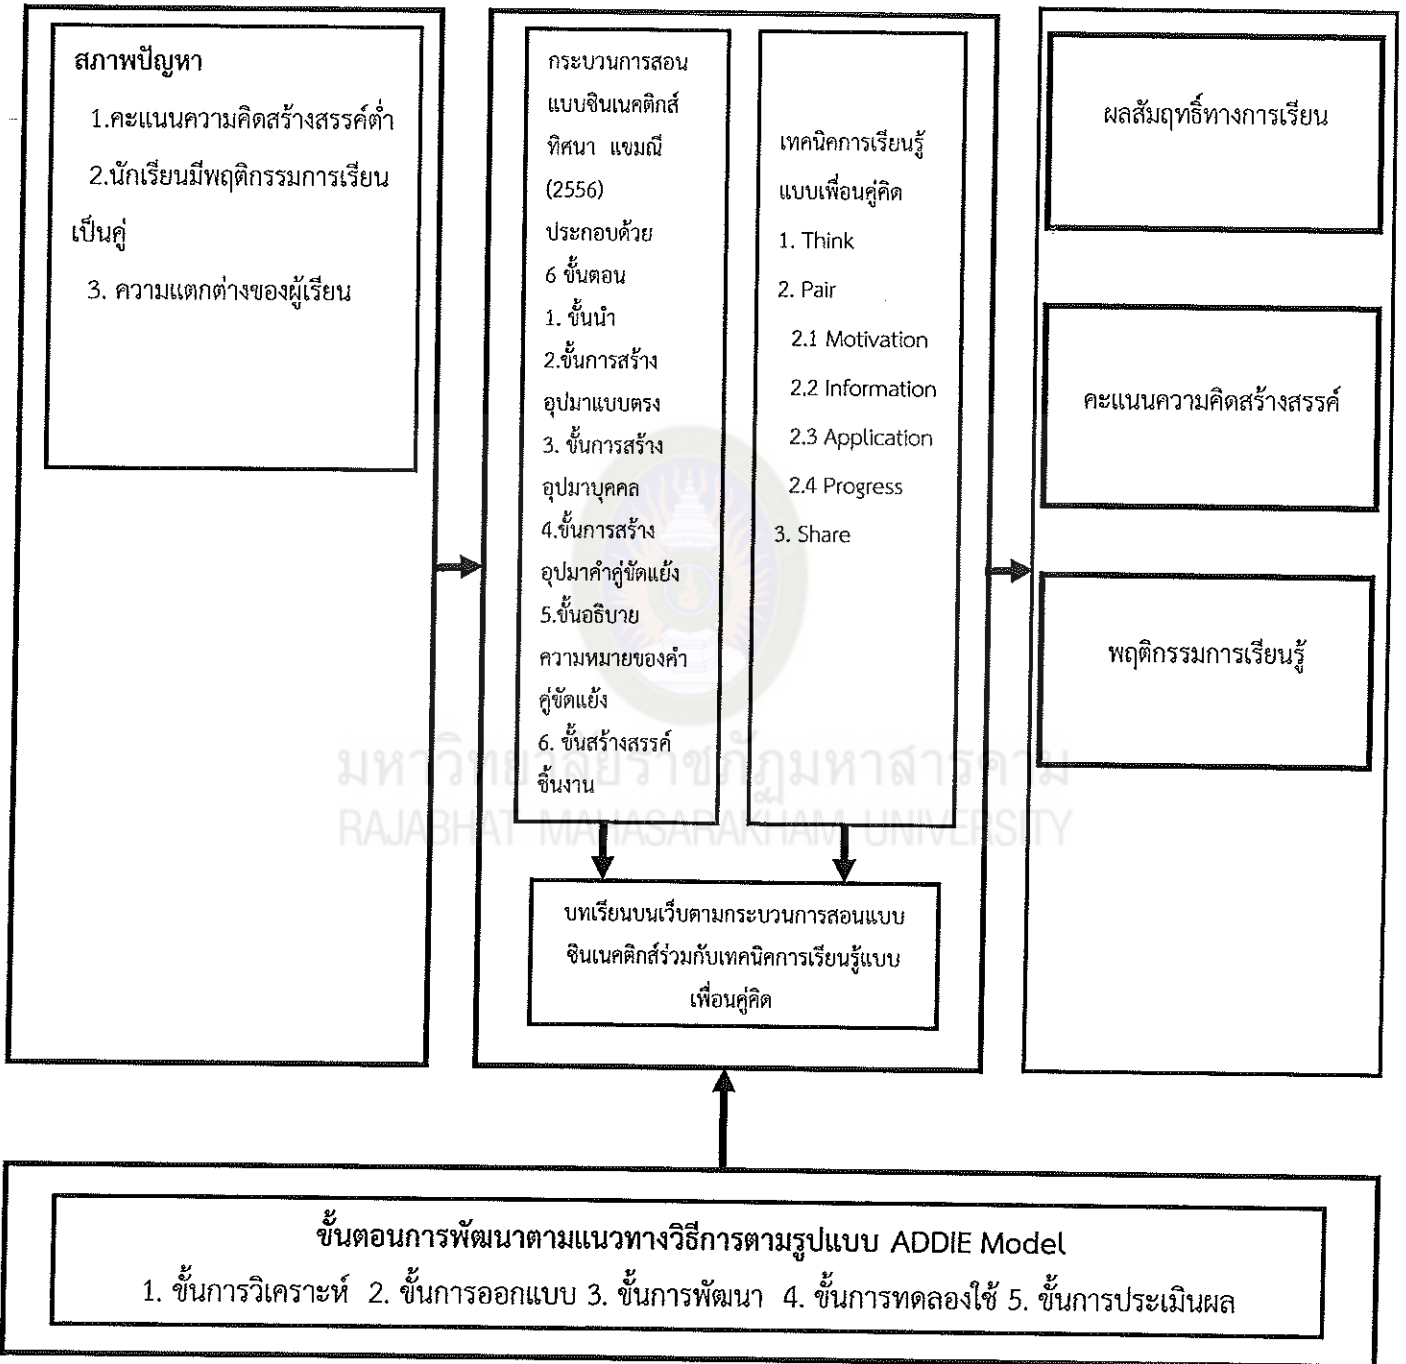 สภาพปัญหา
1.คะแนนความคิดสร้างสรรค์ต่ำ
2.นักเรียนมีพฤติกรรมการเรียน
เป็นคู่
3. ความแตกต่างของผู้เรียน
กระบวนการสอน
แบบซินเนคติกส์
ทิศนา แขมณี
(2556)
ประกอบด้วย
6 ขั้นตอน
1. ขั้นนำ
2.ขั้นการสร้าง
อุปมาแบบตรง
3. ขั้นการสร้าง
อุปมาบุคคล
4.ขั้นการสร้าง
อุปมาคำคู่ขัดแย้ง
5.ขั้นอธิบาย
ความหมายของคำ
คู่ขัดแย้ง
6. ขั้นสร้างสรรค์
ชิ้นงาน
เทคนิคการเรียนรู้
แบบเพื่อนคู่คิด
1. Think
2. Pair
2.1 Motivation
2.2 Information
2.3 Application
2.4 Progress
3. Share
บทเรียนบนเว็บตามกระบวนการสอนแบบ
ซินเนคติกส์ร่วมกับเทคนิคการเรียนรู้แบบ
เพื่อนคู่คิด
ผลสัมฤทธิ์ทางการเรียน
คะแนนความคิดสร้างสรรค์
พฤติกรรมการเรียนรู้
มหาวิทยาลัยราชภัฏมหาสารคาม
RAJABHAT MAHASARAKHAM UNIVERSITY
ขั้นตอนการพัฒนาตามแนวทางวิธีการตามรูปแบบ ADDIE Model
1. ขั้นการวิเคราะห์ 2. ขั้นการออกแบบ 3. ขั้นการพัฒนา 4. ขั้นการทดลองใช้ 5. ขั้นการประเมินผล